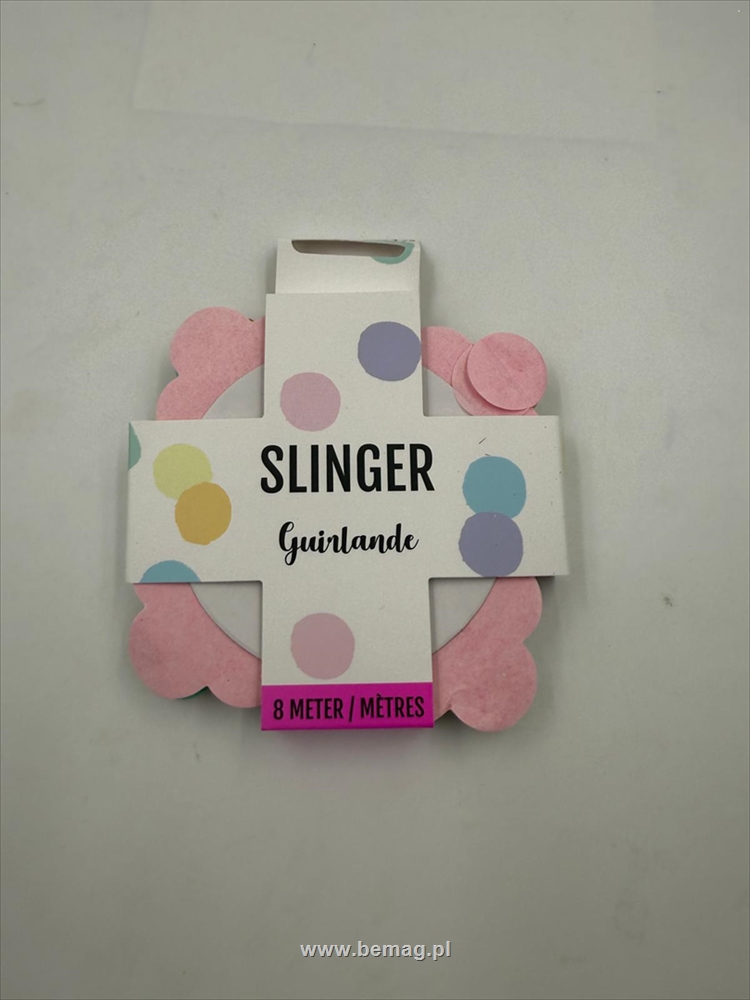 SLINGER
Guirlande
8 METER / MÈTRES
www.bemag.pl